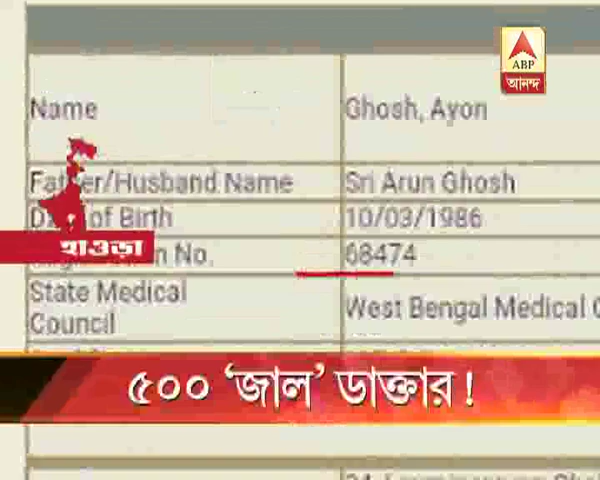 ABP
আনন্দ
Name Ghosh, Ayon
Father/Husband Name Sri Arun Ghosh
of Birth 10/03/1986
হাওড়া
No. 68474
State Medical
Council
West Bengal Medical
৫০০ ‘জাল’ ডাক্তার!